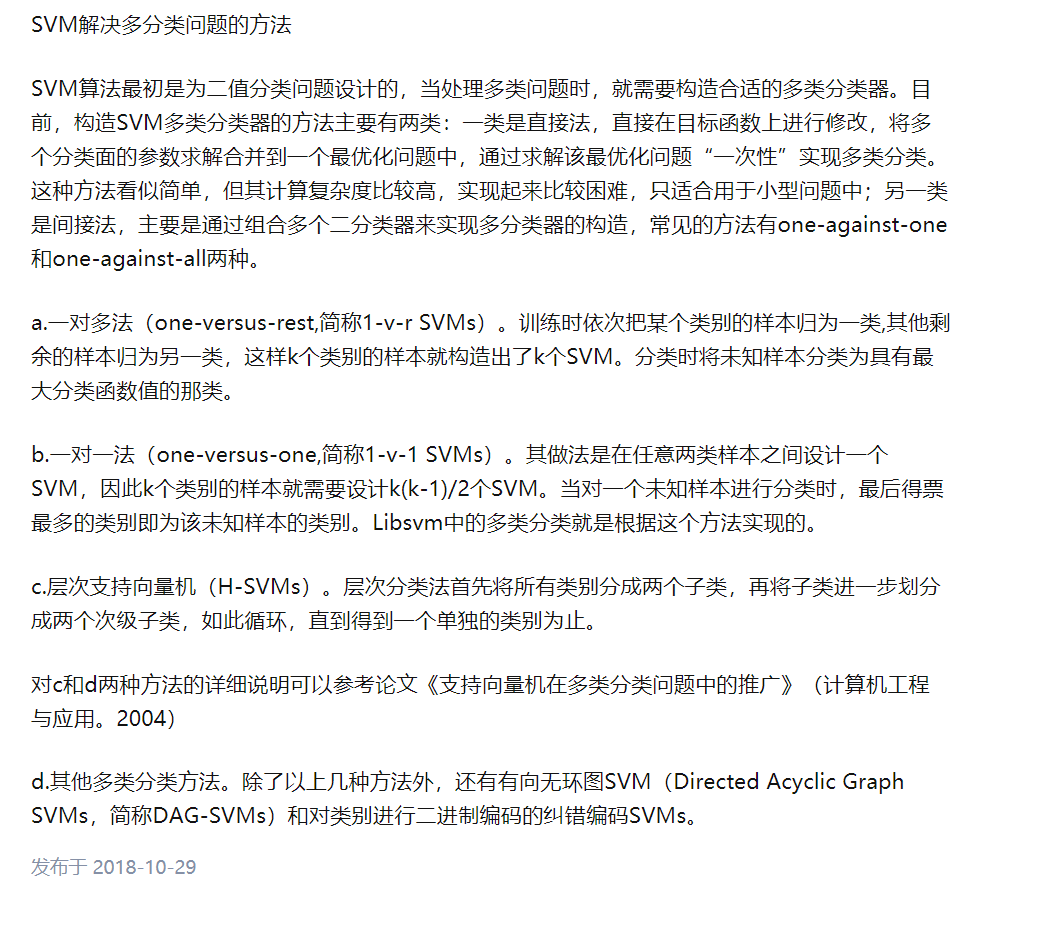 SVM解决多分类问题的方法
SVM算法最初是为二值分类问题设计的，当处理多类问题时，就需要构造合适的多类分类器。目
前，构造SVM多类分类器的方法主要有两类：一类是直接法，直接在目标函数上进行修改，将多
个分类面的参数求解合并到一个最优化问题中，通过求解该最优化问题“一次性”实现多类分类。
这种方法看似简单，但其计算复杂度比较高，实现起来比较困难，只适合用于小型问题中；另一类
是间接法，主要是通过组合多个二分类器来实现多分类器的构造，常见的方法有one-against-one
和one-against-all两种。
a.一对多法（one-versus-rest,简称1-v-r SVMs）。训练时依次把某个类别的样本归为一类,其他剩
余的样本归为另一类，这样k个类别的样本就构造出了k个SVM。分类时将未知样本分类为具有最
大分类函数值的那类。
b.一对一法（one-versus-one,简称1-v-1 SVMs）。其做法是在任意两类样本之间设计一个
SVM，因此k个类别的样本就需要设计k(k-1)/2个SVM。当对一个未知样本进行分类时，最后得票
最多的类别即为该未知样本的类别。Libsvm中的多类分类就是根据这个方法实现的。
c.层次支持向量机（H-SVMs）。层次分类法首先将所有类别分成两个子类，再将子类进一步划分
成两个次级子类，如此循环，直到得到一个单独的类别为止。
对c和d两种方法的详细说明可以参考论文《支持向量机在多类分类问题中的推广》（计算机工程
与应用。2004）
d.其他多类分类方法。除了以上几种方法外，还有有向无环图SVM（Directed Acyclic Graph
SVMs，简称DAG-SVMs）和对类别进行二进制编码的纠错编码SVMs。
发布于 2018-10-29